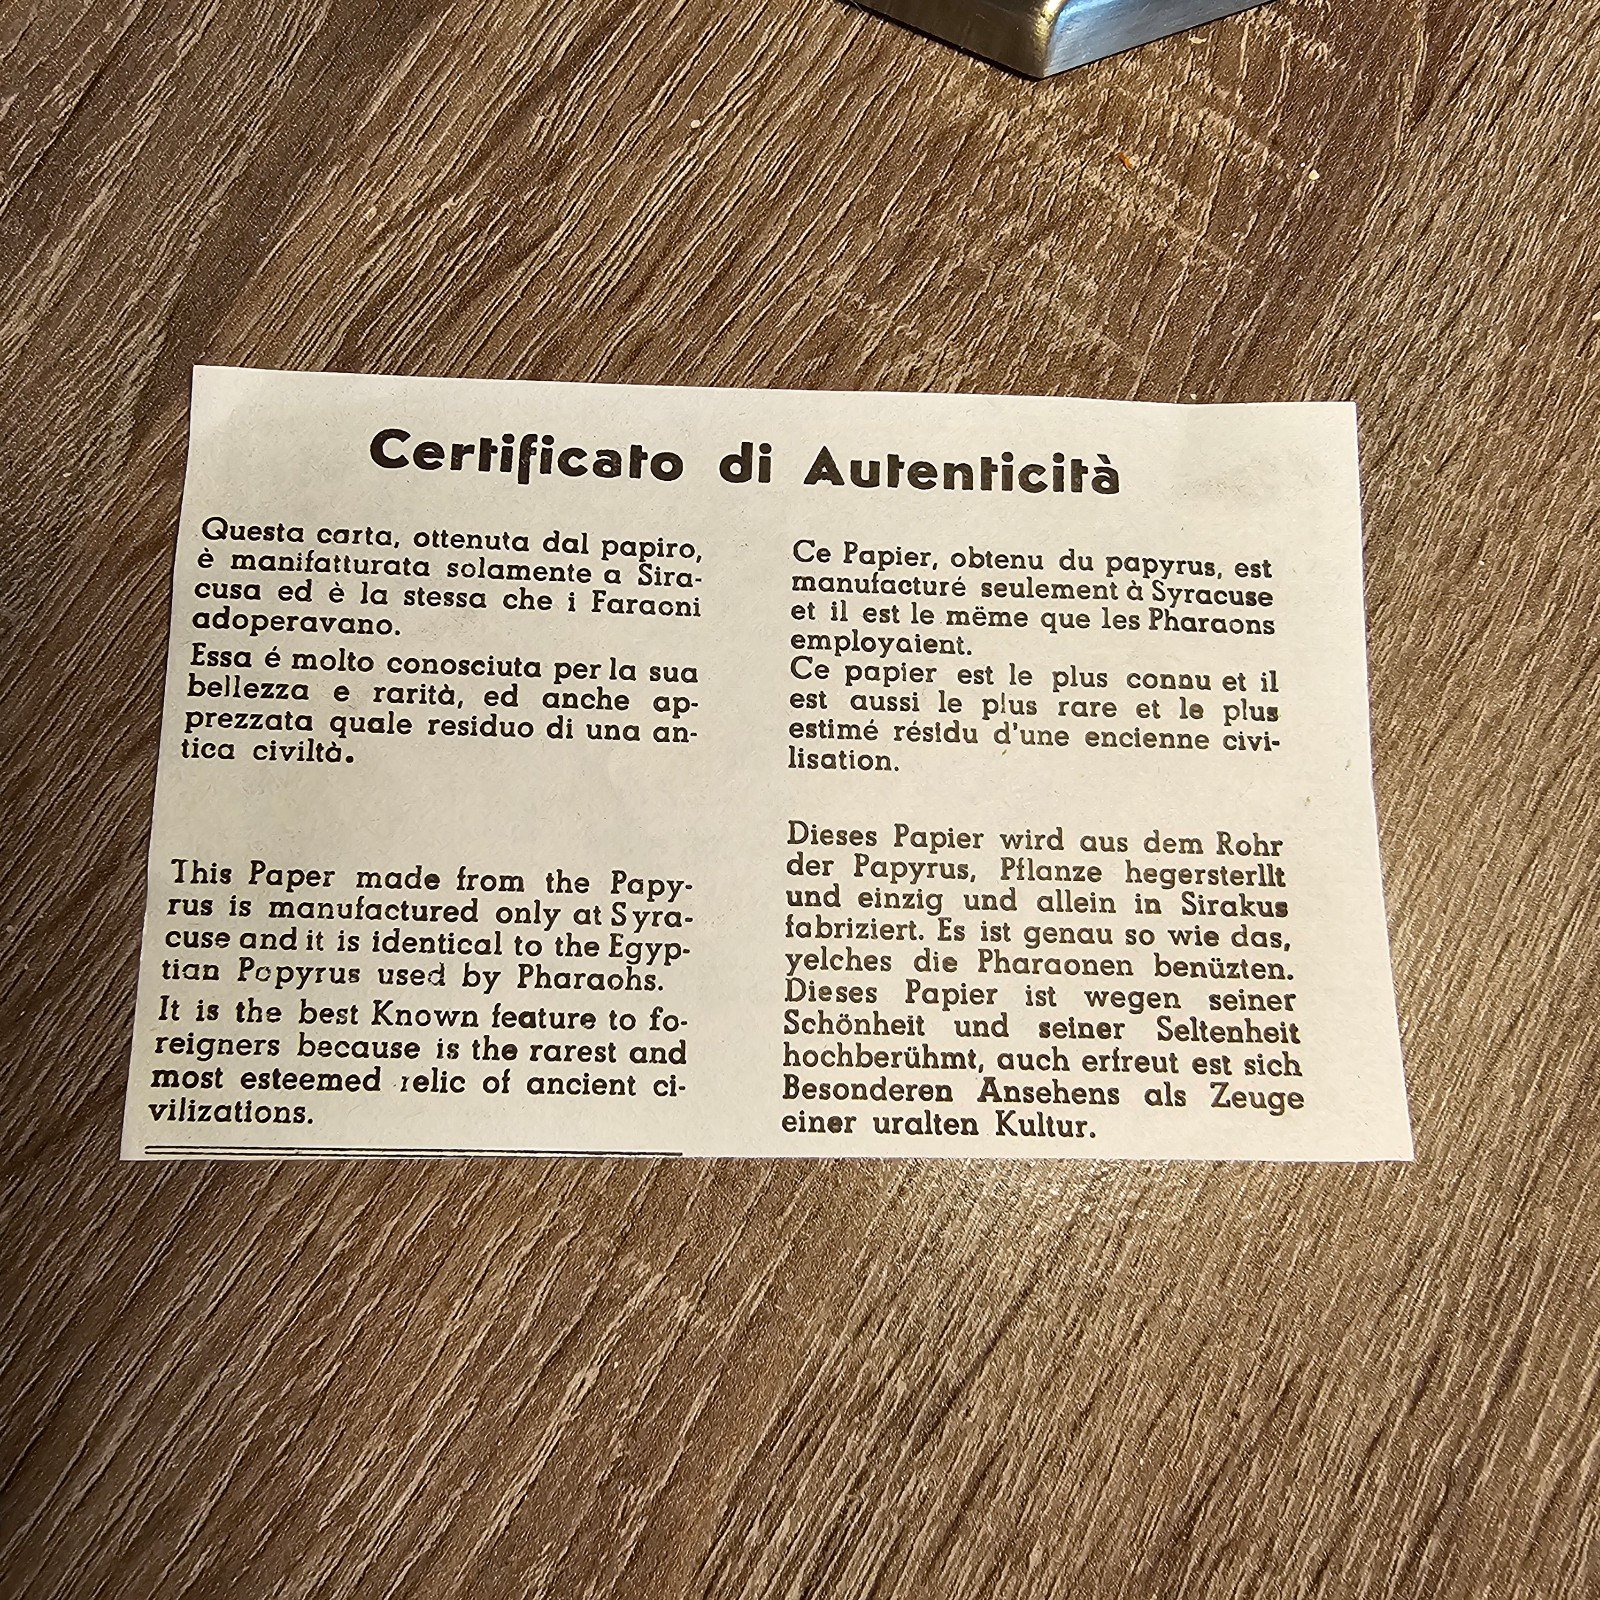 Certificato di Autenticità
Questa carta, ottenuta dal papiro,
è manifatturata solamente a Sira-
cusa ed è la stessa che i Faraoni
adoperavano.
Essa é molto conosciuta per la sua
bellezza e rarità, ed anche ap-
prezzata quale residuo di una an-
tica civiltà.
This Paper made from the Papy-
rus is manufactured only at Syra-
cuse and it is identical to the Egyp-
tian Papyrus used by Pharaohs.
It is the best Known feature to fo-
reigners because is the rarest and
most esteemed relic of ancient ci-
vilizations.
Ce Papier, obtenu du papyrus, est
manufacturé seulement à Syracuse
et il est le mëme que les Pharaons
employaient.
Ce papier est le plus connu et il
est aussi le plus rare et le plus
estimé résidu d'une encienne civi-
lisation.
Dieses Papier wird aus dem Rohr
der Papyrus, Pflanze hegersterllt
und einzig und allein in Sirakus
fabriziert. Es ist genau so wie das,
yelches die Pharaonen benüzten.
Dieses Papier ist wegen seiner
Schönheit und seiner Seltenheit
hochberühmt, auch erfreut est sich
Besonderen Ansehens als Zeuge
einer uralten Kultur.